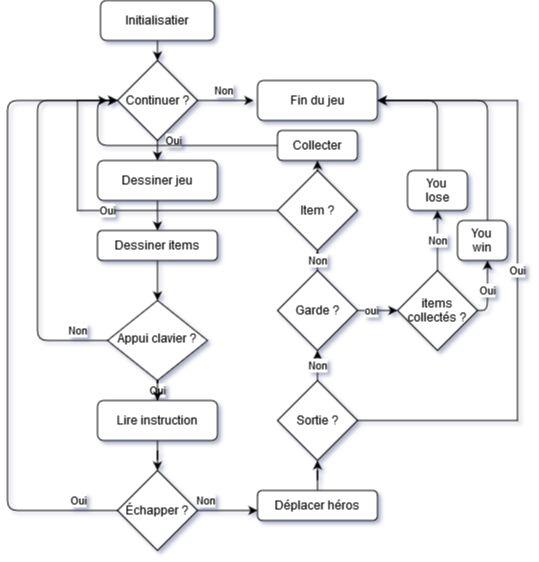 Initialisatier
Continuer ?
Non
Fin du jeu
Oui
Collecter
Dessiner jeu
You
lose
Oui
Item ?
Dessiner items
You
win
Non
Non
Oui
Garde ?
oui
items
collectés ?
Oui
Non
Appui clavier ?
Non
Oui
Lire instruction
Sortie ?
Oui
Échapper ?
Non
Déplacer héros